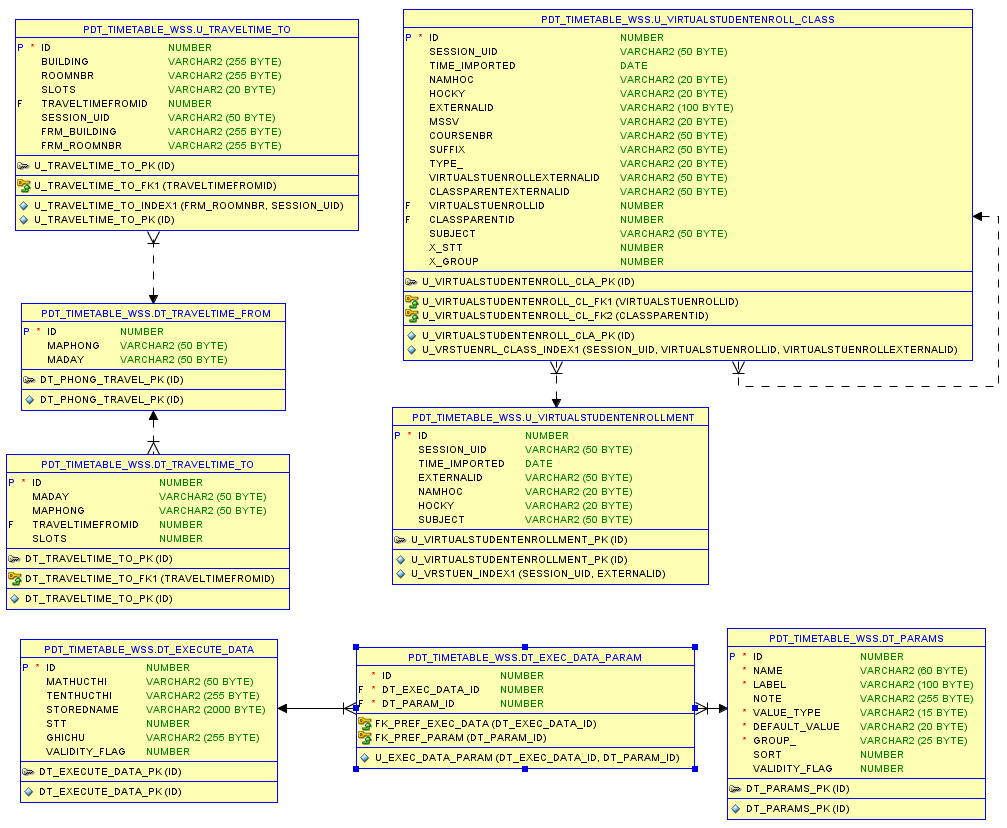 PDT_TIMETABLE_WSS.U_TRAVELTIME_TO
P * ID NUMBER
BUILDING VARCHAR2 (255 BYTE)
ROOMNBR VARCHAR2 (255 BYTE)
SLOTS VARCHAR2 (20 BYTE)
F TRAVELTIMEFROMID NUMBER
SESSION_UID VARCHAR2 (50 BYTE)
FRM_BUILDING VARCHAR2 (255 BYTE)
FRM_ROOMNBR VARCHAR2 (255 BYTE)
U_TRAVELTIME_TO_PK (ID)
U_TRAVELTIME_TO_FK1 (TRAVELTIMEFROMID)
U_TRAVELTIME_TO_INDEX1 (FRM_ROOMNBR, SESSION_UID)
U_TRAVELTIME_TO_PK (ID)
PDT_TIMETABLE_WSS.U_VIRTUALSTUDENTENROLL_CLASS
P * ID NUMBER
SESSION_UID VARCHAR2 (50 BYTE)
TIME_IMPORTED DATE
NAMHOC VARCHAR2 (20 BYTE)
HOCKY VARCHAR2 (20 BYTE)
EXTERNALID VARCHAR2 (100 BYTE)
MSSV VARCHAR2 (20 BYTE)
COURSENBR VARCHAR2 (50 BYTE)
SUFFIX VARCHAR2 (50 BYTE)
TYPE_ VARCHAR2 (20 BYTE)
VIRTUALSTUENROLLEXTERNALID VARCHAR2 (50 BYTE)
CLASSPARENTEXTERNALID VARCHAR2 (50 BYTE)
F VIRTUALSTUENROLLID NUMBER
F CLASSPARENTID NUMBER
SUBJECT VARCHAR2 (50 BYTE)
X_STT NUMBER
X_GROUP NUMBER
U_VIRTUALSTUDENTENROLL_CLA_PK (ID)
U_VIRTUALSTUDENTENROLL_CL_FK1 (VIRTUALSTUENROLLID)
U_VIRTUALSTUDENTENROLL_CL_FK2 (CLASSPARENTID)
U_VIRTUALSTUDENTENROLL_CLA_PK (ID)
U_VRSTUENRL_CLASS_INDEX1 (SESSION_UID, VIRTUALSTUENROLLID, VIRTUALSTUENROLLEXTERNALID)
PDT_TIMETABLE_WSS.DT_TRAVELTIME_FROM
P * ID NUMBER
MAPHONG VARCHAR2 (50 BYTE)
MADAY VARCHAR2 (50 BYTE)
DT_PHONG_TRAVEL_PK (ID)
DT_PHONG_TRAVEL_PK (ID)
PDT_TIMETABLE_WSS.U_VIRTUALSTUDENTENROLLMENT
P * ID NUMBER
SESSION_UID VARCHAR2 (50 BYTE)
TIME_IMPORTED DATE
EXTERNALID VARCHAR2 (50 BYTE)
NAMHOC VARCHAR2 (20 BYTE)
HOCKY VARCHAR2 (20 BYTE)
SUBJECT VARCHAR2 (50 BYTE)
U_VIRTUALSTUDENTENROLLMENT_PK (ID)
U_VIRTUALSTUDENTENROLLMENT_PK (ID)
U_VRSTUEN_INDEX1 (SESSION_UID, EXTERNALID)
PDT_TIMETABLE_WSS.DT_TRAVELTIME_TO
P * ID NUMBER
MADAY VARCHAR2 (50 BYTE)
MAPHONG VARCHAR2 (50 BYTE)
F TRAVELTIMEFROMID NUMBER
SLOTS NUMBER
DT_TRAVELTIME_TO_PK (ID)
DT_TRAVELTIME_TO_FK1 (TRAVELTIMEFROMID)
DT_TRAVELTIME_TO_PK (ID)
PDT_TIMETABLE_WSS.DT_EXECUTE_DATA
P * ID NUMBER
MATHUCTHI VARCHAR2 (50 BYTE)
TENTHUCTHI VARCHAR2 (255 BYTE)
STOREDNAME VARCHAR2 (2000 BYTE)
STT NUMBER
GHICHU VARCHAR2 (255 BYTE)
VALIDITY_FLAG NUMBER
DT_EXECUTE_DATA_PK (ID)
DT_EXECUTE_DATA_PK (ID)
PDT_TIMETABLE_WSS.DT_EXEC_DATA_PARAM
* ID NUMBER
F * DT_EXEC_DATA_ID NUMBER
F * DT_PARAM_ID NUMBER
FK_PREF_EXEC_DATA (DT_EXEC_DATA_ID)
FK_PREF_PARAM (DT_PARAM_ID)
U_EXEC_DATA_PARAM (DT_EXEC_DATA_ID, DT_PARAM_ID)
PDT_TIMETABLE_WSS.DT_PARAMS
P * ID NUMBER
* NAME VARCHAR2 (60 BYTE)
* LABEL VARCHAR2 (100 BYTE)
NOTE VARCHAR2 (255 BYTE)
* VALUE_TYPE VARCHAR2 (15 BYTE)
* DEFAULT_VALUE VARCHAR2 (20 BYTE)
* GROUP_ VARCHAR2 (25 BYTE)
SORT NUMBER
VALIDITY_FLAG NUMBER
DT_PARAMS_PK (ID)
DT_PARAMS_PK (ID)